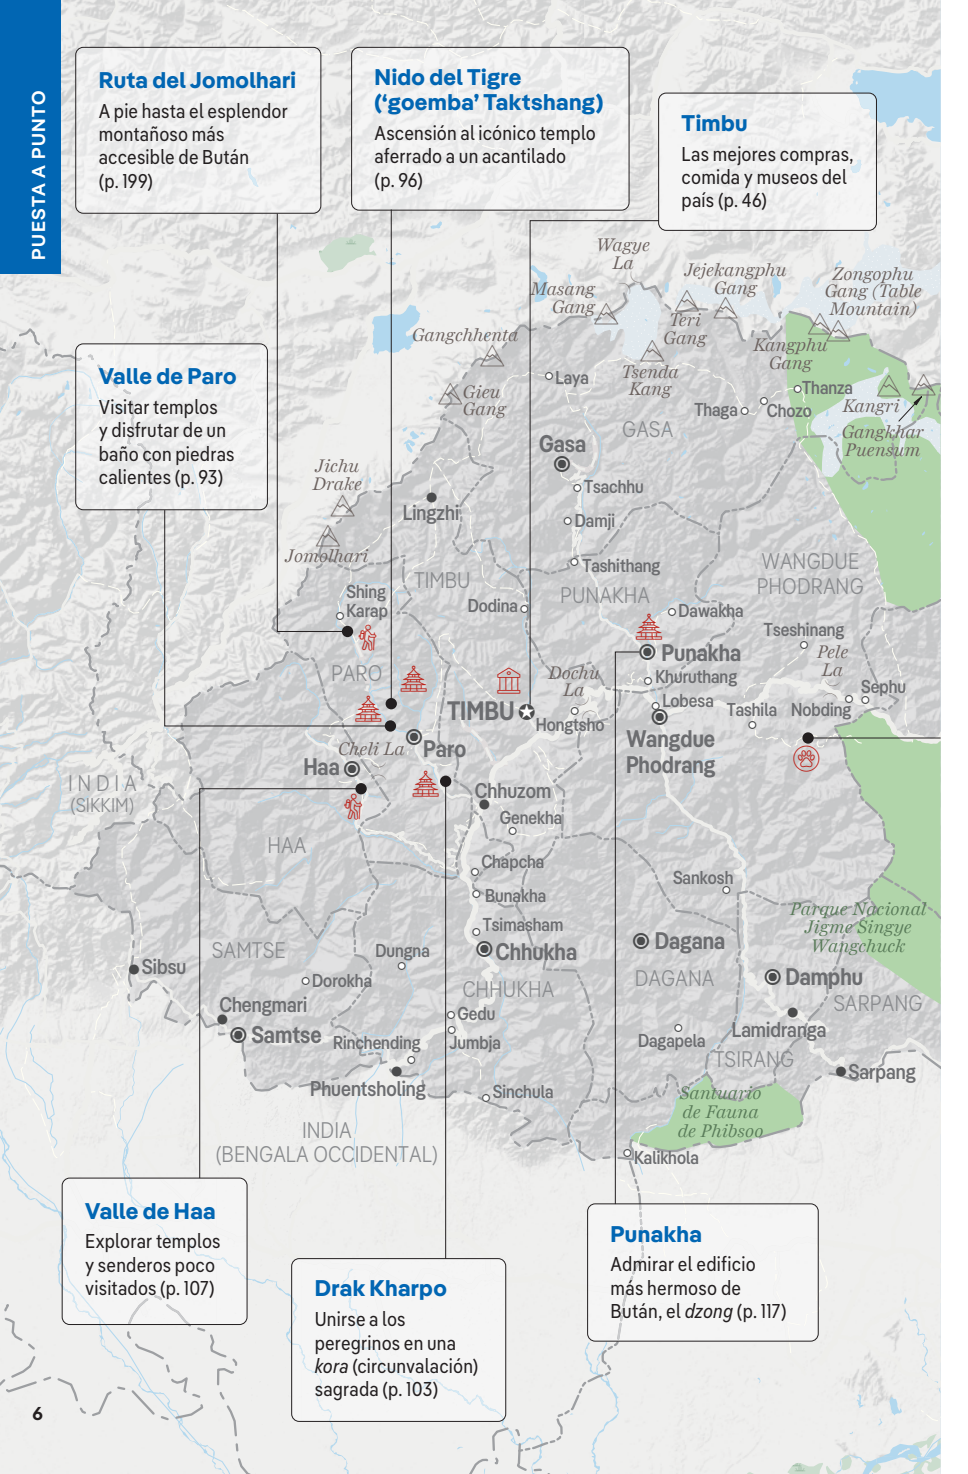 PUESTA A PUNTO
Ruta del Jomolhari
A pie hasta el esplendor
montañoso más
accesible de Bután
(p. 199)
Nido del Tigre
(‘goemba’ Taktshang)
Ascensión al icónico templo
aferrado a un acantilado
(p. 96)
Timbu
Las mejores compras,
comida y museos del
país (p. 46)
Valle de Paro
Visitar templos
y disfrutar de un
baño con piedras
calientes (p. 93)
Wagye
La
Masang
Gang
Jejekangphu
Gang
Zongophu
Gang (Table
Mountain)
Teri
Gang
Gangchhenta
Kangphu
Gang
Tsenda
Kang
Laya
Gieu
Gang
Thanza
Thaga
Chozo
Kangri
Gangkhar
Puensum
GASA
Gasa
Jichu
Drake
Tsachhu
Lingzhi
Damji
Jomolhari
Tashithang
WANGDUE
PHODRANG
TIMBU
PUNAKHA
Shing
Karap
Dodina
Dawakha
Tseshinang
Punakha
Pele
La
PARO
Dochu
La
Khuruthang
Sephu
Lobesa
Tashila
Nobding
TIMBU
Hongtsho
Wangdue
Phodrang
Cheli La
Paro
Haa
INDIA
(SIKKIM)
Chhuzom
Genekha
HAA
Chapcha
Sankosh
Bunakha
Parque Nacional
Jigme Singye
Wangchuck
Tsimasham
SAMTSE
Dungna
Chhukha
Dagana
Sibsu
Dorokha
DAGANA
Damphu
CHHUKHA
SARPANG
Chengmari
Gedu
Samtse
Rinchending
Jumbja
Dagapela
Lamidranga
TSIRANG
Sarpang
Phuentsholing
Sinchula
Santuario
de Fauna
de Phibsoo
INDIA
(BENGALA OCCIDENTAL)
Kalikhola
Valle de Haa
Explorar templos
y senderos poco
visitados (p. 107)
Drak Kharpo
Unirse a los
peregrinos en una
kora (circunvalación)
sagrada (p. 103)
Punakha
Admirar el edificio
más hermoso de
Bután, el dzong (p. 117)
6